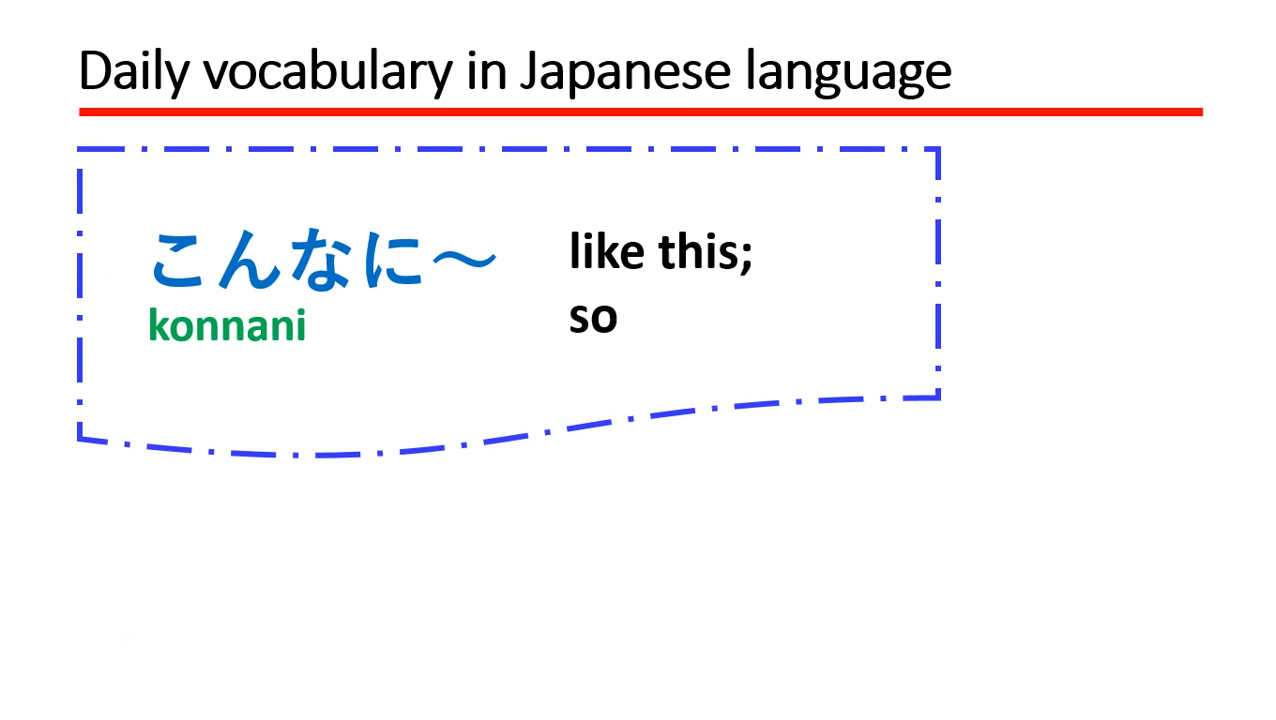 Daily vocabulary in Japanese language
こんなに～
konnani
like this;
so